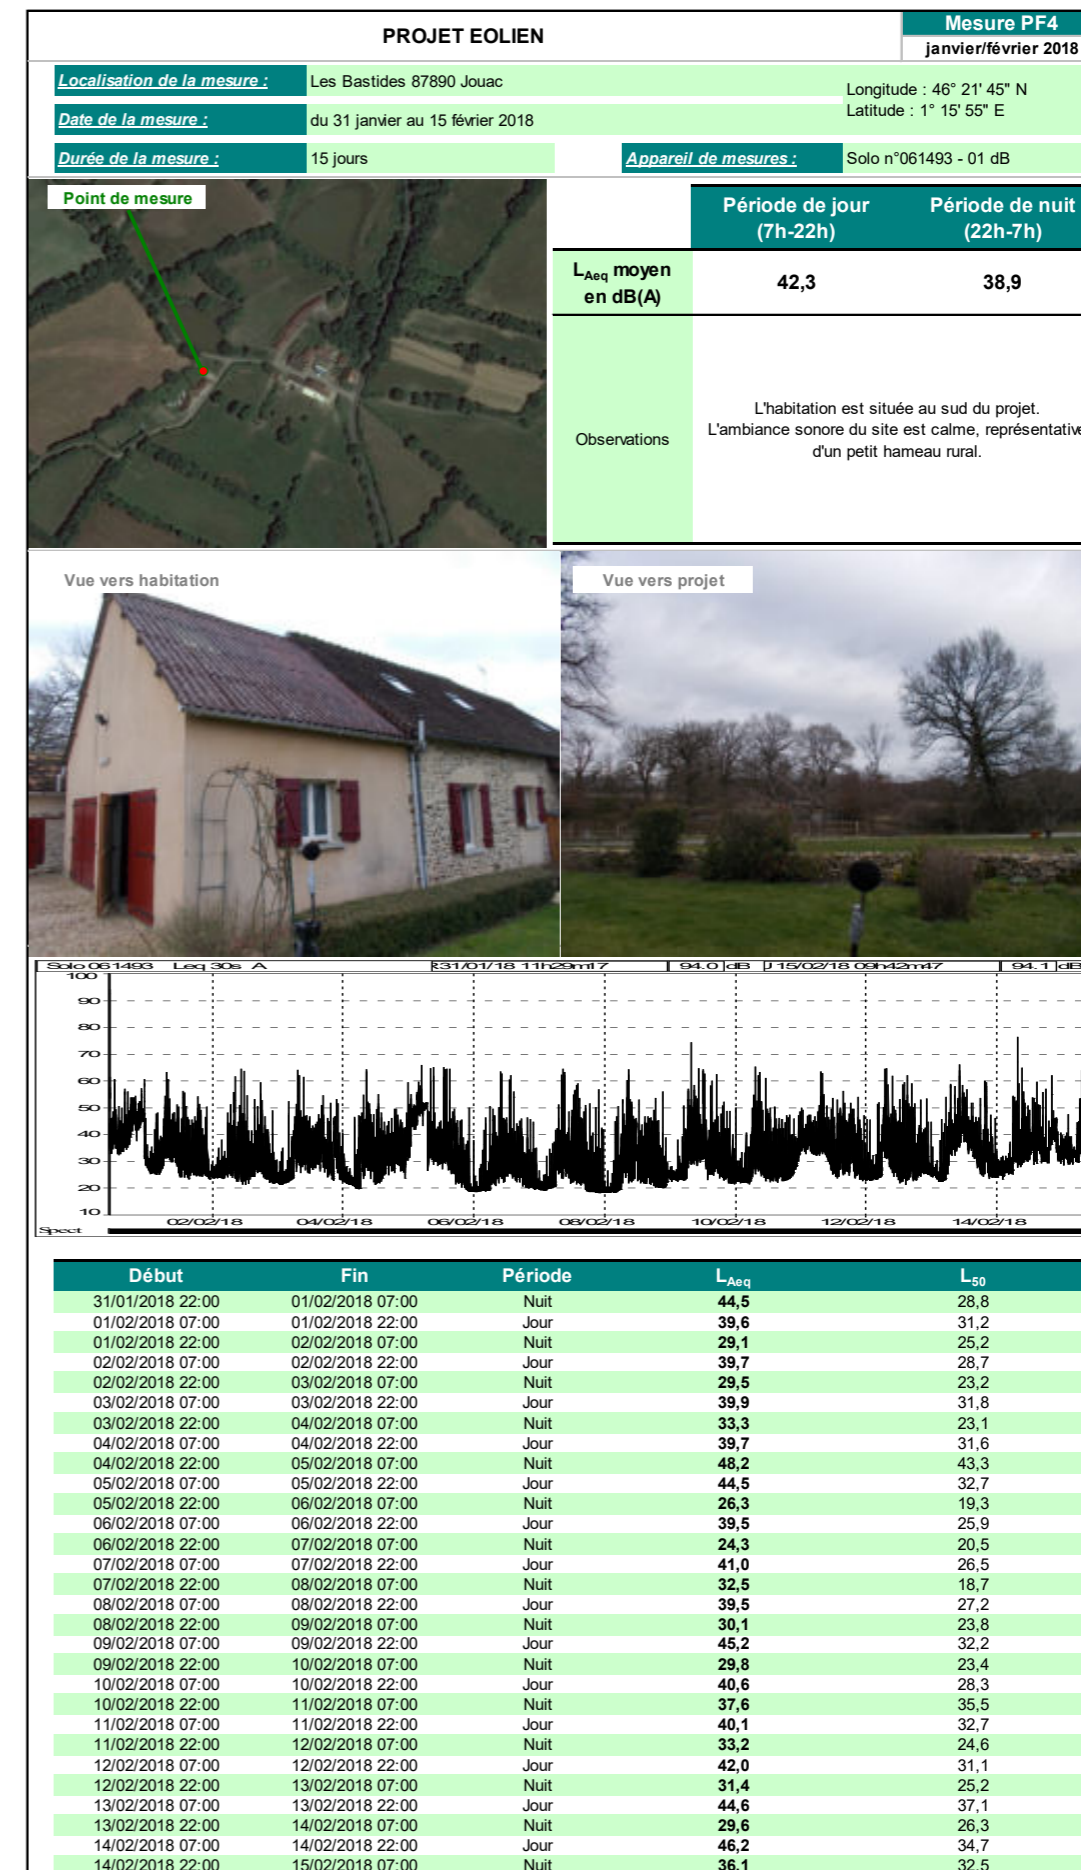 PROJET EOLIEN
Mesure PF4
janvier/février 2018
Localisation de la mesure :
Les Bastides 87890 Jouac
Longitude : 46° 21' 45" N
Latitude : 1° 15' 55" E
Date de la mesure :
du 31 janvier au 15 février 2018
Durée de la mesure :
15 jours
Appareil de mesures :
Solo n°061493 - 01 dB
Point de mesure
Période de jour (7h-22h)
Période de nuit (22h-7h)
LAeq moyen en dB(A)
42,3
38,9
Observations
L'habitation est située au sud du projet.
L'ambiance sonore du site est calme, représentative
d'un petit hameau rural.
Vue vers habitation
Vue vers projet
Solo 061493 Leq 30s A 31/01/18 11h29m17 94.0 dB J 15/02/18 09h42m47 94.1 dB
100
90
80
70
60
50
40
30
20
10
Spect
02/02/18 04/02/18 06/02/18 08/02/18 10/02/18 12/02/18 14/02/18
Début Fin Période LAeq L50
31/01/2018 22:00 01/02/2018 07:00 Nuit 44,5 28,8
01/02/2018 07:00 01/02/2018 22:00 Jour 39,6 31,2
01/02/2018 22:00 02/02/2018 07:00 Nuit 29,1 25,2
02/02/2018 07:00 02/02/2018 22:00 Jour 39,7 28,7
02/02/2018 22:00 03/02/2018 07:00 Nuit 29,5 23,2
03/02/2018 07:00 03/02/2018 22:00 Jour 39,9 31,8
03/02/2018 22:00 04/02/2018 07:00 Nuit 33,3 23,1
04/02/2018 07:00 04/02/2018 22:00 Jour 39,7 31,6
04/02/2018 22:00 05/02/2018 07:00 Nuit 48,2 43,3
05/02/2018 07:00 05/02/2018 22:00 Jour 44,5 32,7
05/02/2018 22:00 06/02/2018 07:00 Nuit 26,3 19,3
06/02/2018 07:00 06/02/2018 22:00 Jour 39,5 25,9
06/02/2018 22:00 07/02/2018 07:00 Nuit 24,3 20,5
07/02/2018 07:00 07/02/2018 22:00 Jour 41,0 26,5
07/02/2018 22:00 08/02/2018 07:00 Nuit 32,5 18,7
08/02/2018 07:00 08/02/2018 22:00 Jour 39,5 27,2
08/02/2018 22:00 09/02/2018 07:00 Nuit 30,1 23,8
09/02/2018 07:00 09/02/2018 22:00 Jour 45,2 32,2
09/02/2018 22:00 10/02/2018 07:00 Nuit 29,8 23,4
10/02/2018 07:00 10/02/2018 22:00 Jour 40,6 28,3
10/02/2018 22:00 11/02/2018 07:00 Nuit 37,6 35,5
11/02/2018 07:00 11/02/2018 22:00 Jour 40,1 32,7
11/02/2018 22:00 12/02/2018 07:00 Nuit 33,2 24,6
12/02/2018 07:00 12/02/2018 22:00 Jour 42,0 31,1
12/02/2018 22:00 13/02/2018 07:00 Nuit 31,4 25,2
13/02/2018 07:00 13/02/2018 22:00 Jour 44,6 37,1
13/02/2018 22:00 14/02/2018 07:00 Nuit 29,6 26,3
14/02/2018 07:00 14/02/2018 22:00 Jour 46,2 34,7
14/02/2018 22:00 15/02/2018 07:00 Nuit 36,1 32,5